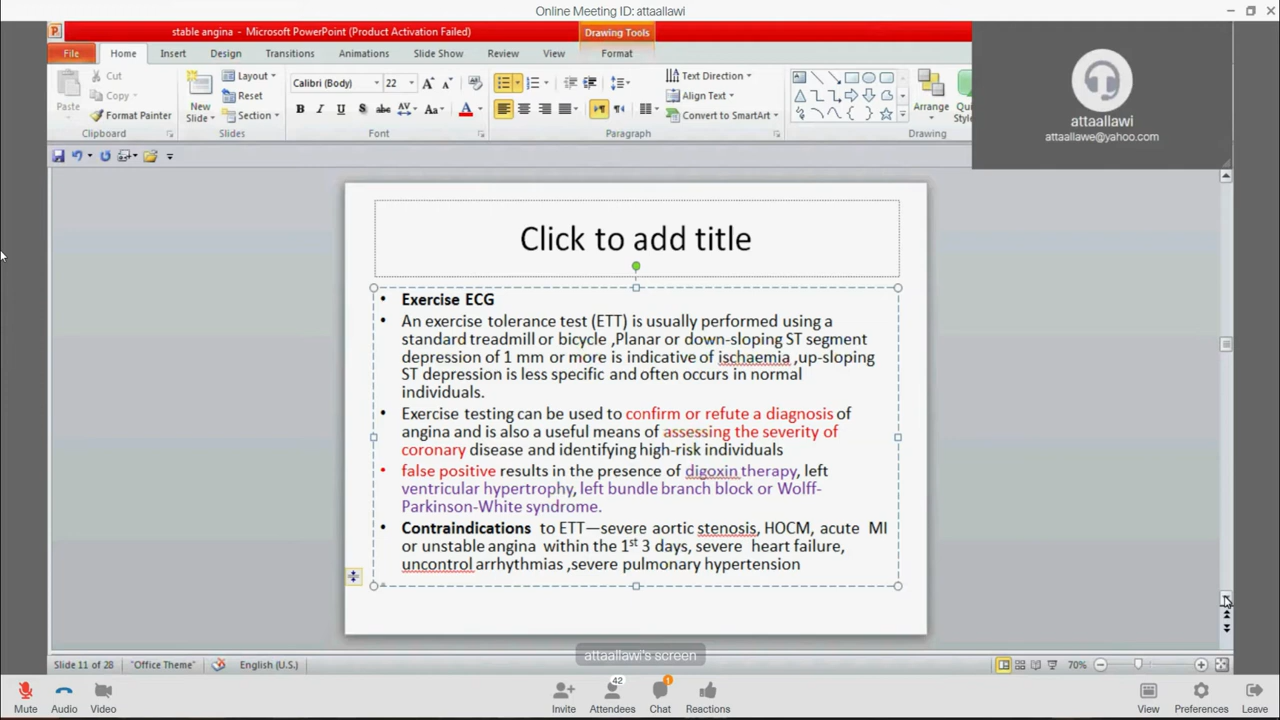 Online Meeting ID: attaallawi
stable angina - Microsoft PowerPoint (Product Activation Failed)
Drawing Tools
File Home Insert Design Transitions Animations Slide Show Review View Format
Paste
Cut
Copy
Format Painter
Clipboard
New Slide
Layout
Reset
Section
Slides
Calibri (Body) 22
Font
Paragraph
Text Direction
Align Text
Convert to SmartArt
Arrange
Drawing
attaallawi
attaallawe@yahoo.com
Click to add title
• Exercise ECG
• An exercise tolerance test (ETT) is usually performed using a
standard treadmill or bicycle ,Planar or down-sloping ST segment
depression of 1 mm or more is indicative of ischaemia ,up-sloping
ST depression is less specific and often occurs in normal
individuals.
• Exercise testing can be used to confirm or refute a diagnosis of
angina and is also a useful means of assessing the severity of
coronary disease and identifying high-risk individuals
• false positive results in the presence of digoxin therapy, left
ventricular hypertrophy, left bundle branch block or Wolff-
Parkinson-White syndrome.
• Contraindications to ETT—severe aortic stenosis, HOCM, acute MI
or unstable angina within the 1st 3 days, severe heart failure,
uncontrol arrhythmias ,severe pulmonary hypertension
attaallawi's screen
Slide 11 of 28 "Office Theme" English (U.S.) 70%
42 1
Mute Audio Video Invite Attendees Chat Reactions View Preferences Leave